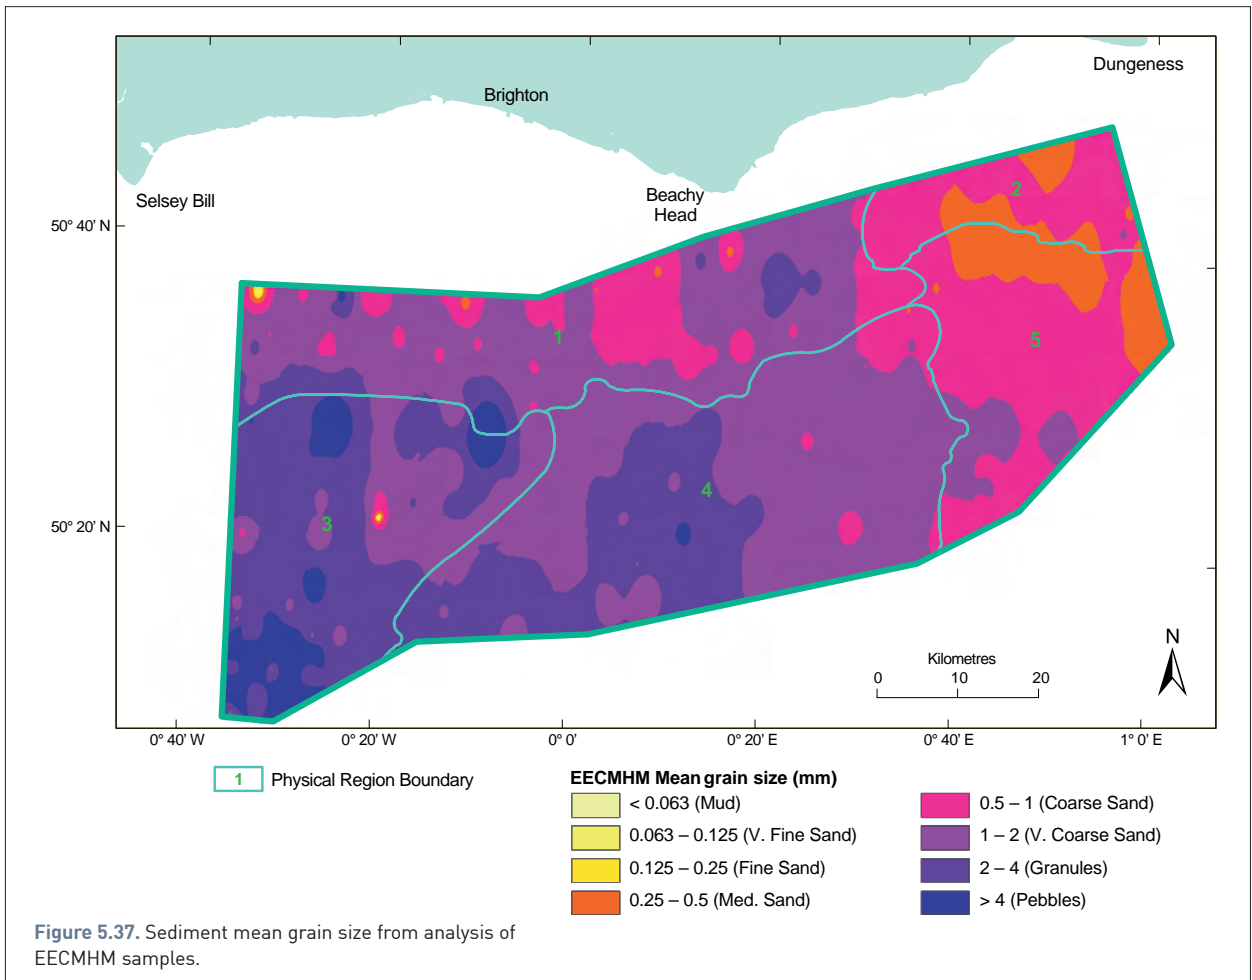 Dungeness
Brighton
Selsey Bill
Beachy
Head
50° 40' N
2
1
5
4
50° 20' N
3
N
Kilometres
0 10 20
0° 40' W 0° 20' W 0° 0' 0° 20' E 0° 40' E 1° 0' E
1 Physical Region Boundary
EECMHM Mean grain size (mm)
< 0.063 (Mud)
0.063 – 0.125 (V. Fine Sand)
0.125 – 0.25 (Fine Sand)
0.25 – 0.5 (Med. Sand)
0.5 – 1 (Coarse Sand)
1 – 2 (V. Coarse Sand)
2 – 4 (Granules)
> 4 (Pebbles)
Figure 5.37. Sediment mean grain size from analysis of
EECMHM samples.